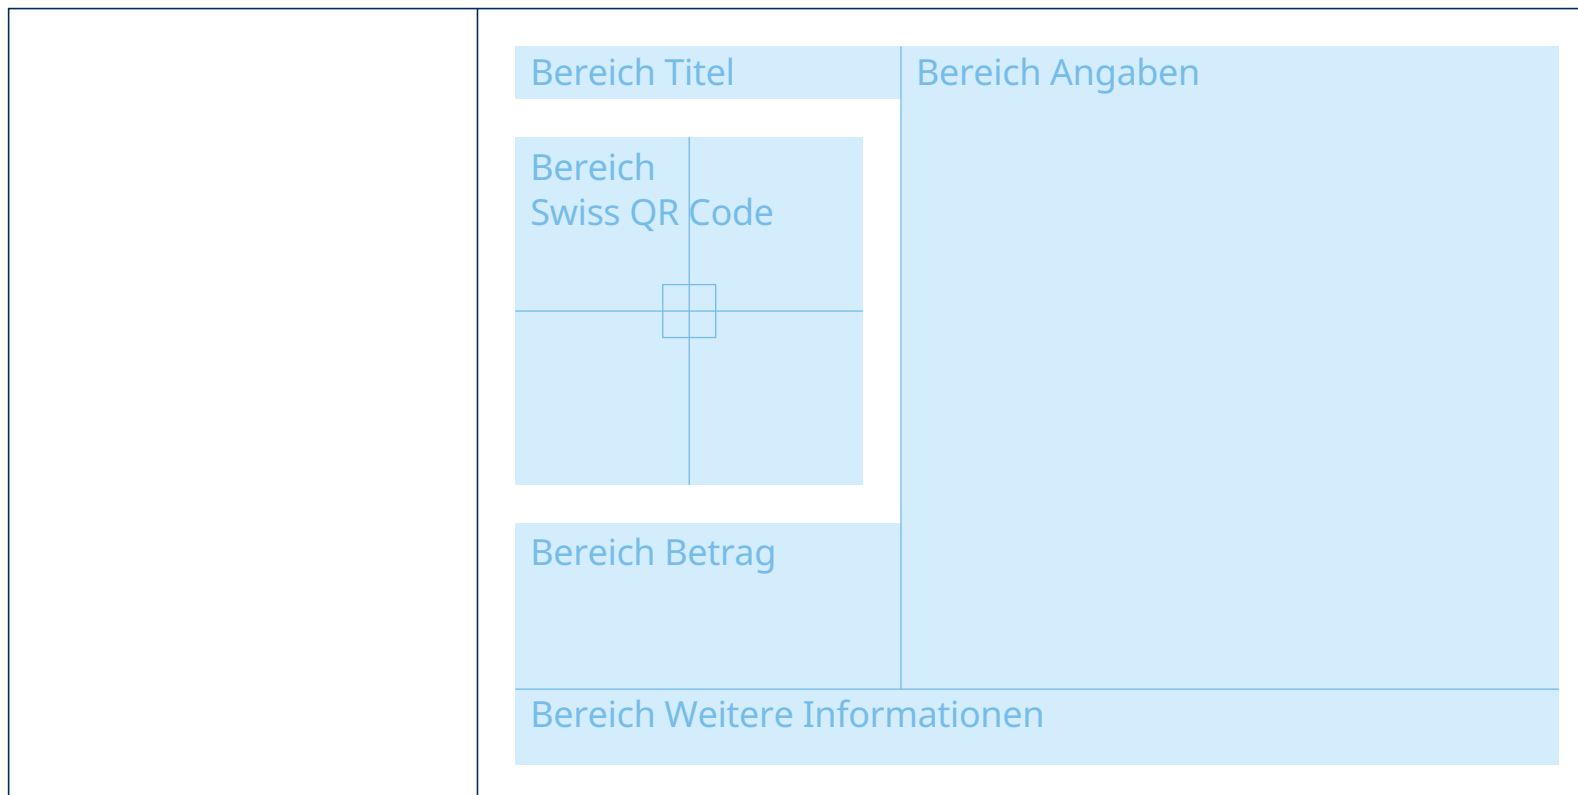 Bereich Titel
Bereich Angaben
Bereich
Swiss QR Code
Bereich Betrag
Bereich Weitere Informationen